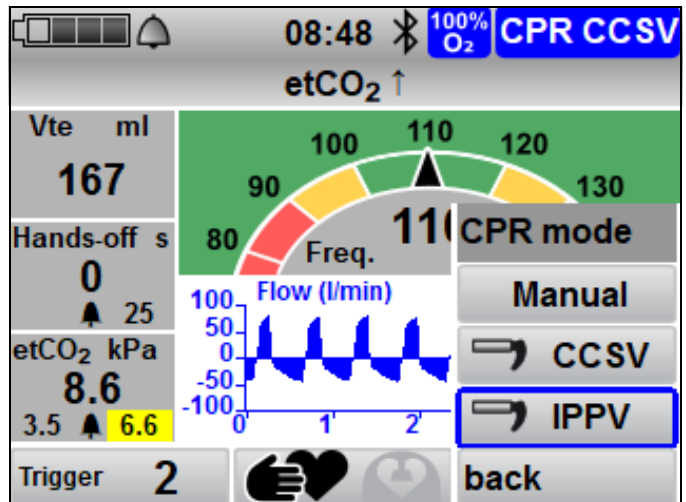 08:48 100% O₂ CPR CCSV
etCO₂ ↑
Vte ml
167
Hands-off s
0
25
etCO₂ kPa
8.6
3.5 6.6
Trigger 2
80 90 100 110 120 130
Freq.
Flow (l/min)
100
50
0
-50
-100
0 1' 2'
CPR mode
Manual
CCSV
IPPV
back